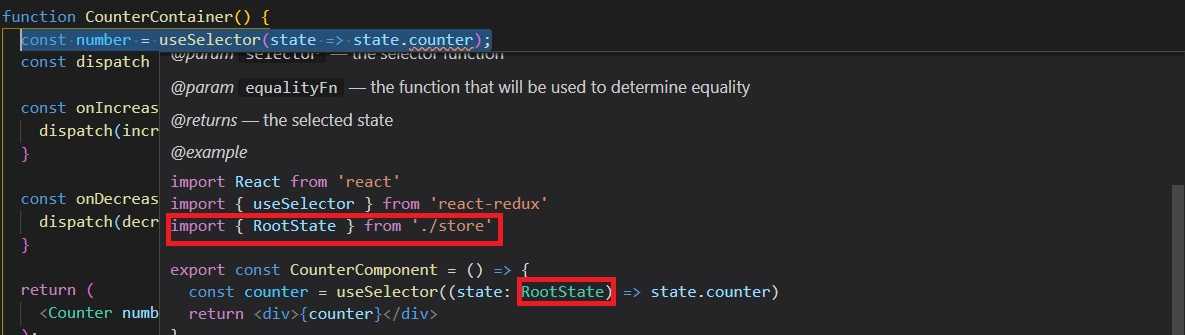 function CounterContainer() {
const number = useSelector(state => state.counter);
const dispatch
@param selector — the selector function
const onIncreas
@param equalityFn — the function that will be used to determine equality
dispatch(incr
@returns — the selected state
}
@example
import React from 'react'
const onDecreas
import { useSelector } from 'react-redux'
dispatch(decr
import { RootState } from './store'
}
export const CounterComponent = () => {
return (
const counter = useSelector((state: RootState) => state.counter)
<Counter numb
return <div>{counter}</div>
);
}